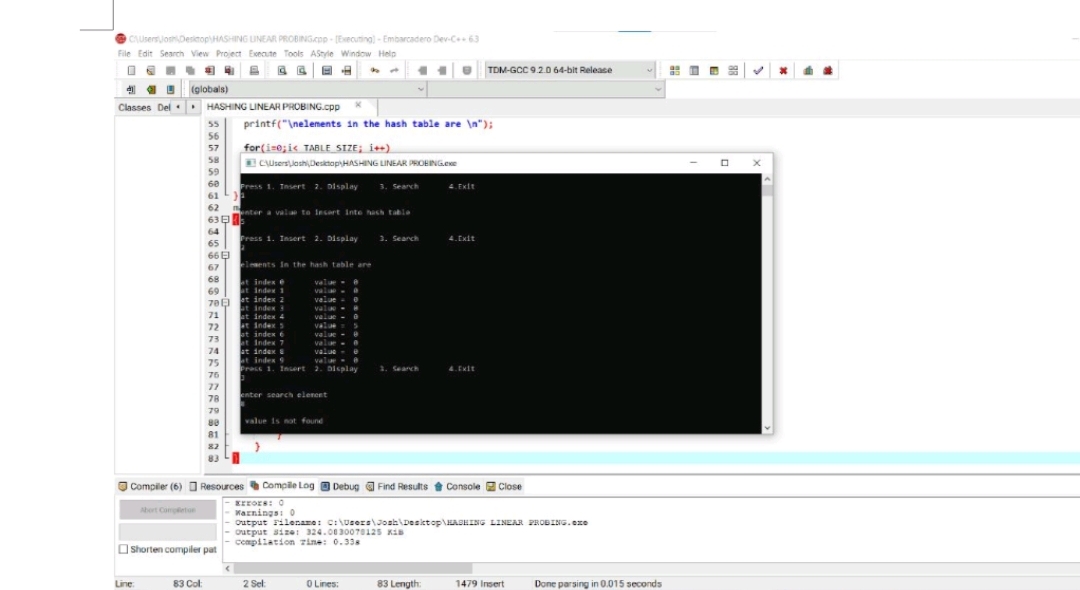 C:\Users\Josh\Desktop\HASHING LINEAR PROBING.cpp - [Executing] - Embarcadero Dev-C++ 6.3
File Edit Search View Project Execute Tools AStyle Window Help
TDM-GCC 9.2.0 64-bit Release
(globals)
Classes Del HASHING LINEAR PROBING.cpp
55 printf("\nelements in the hash table are \n");
56
57 for(i=0;i< TABLE_SIZE; i++)
58 C:\Users\Josh\Desktop\HASHING LINEAR PROBING.exe
59
60 Press 1. Insert 2. Display 3. Search 4.Exit
61 } 1
62
enter a value to insert into hash table
63 5
64 Press 1. Insert 2. Display 3. Search 4.Exit
65 2
66
67 elements in the hash table are
68 at index 0 value = 0
69 at index 1 value = 0
70 at index 2 value = 0
at index 3 value = 0
71 at index 4 value = 0
72 at index 5 value = 5
at index 6 value = 0
73 at index 7 value = 0
74 at index 8 value = 0
75 at index 9 value = 0
76 Press 1. Insert 2. Display 3. Search 4.Exit
3
77
78 enter search element
79
80 value is not found
81 }
82 }
83 }
Compiler (6) Resources Compile Log Debug Find Results Console Close
Abort Compilation
- Errors: 0
- Warnings: 0
- Output Filename: C:\Users\Josh\Desktop\HASHING LINEAR PROBING.exe
- Output Size: 324.0830078125 KiB
- Compilation Time: 0.33s
Shorten compiler pat
Line: 83 Col: 2 Sel: 0 Lines: 83 Length: 1479 Insert Done parsing in 0.015 seconds